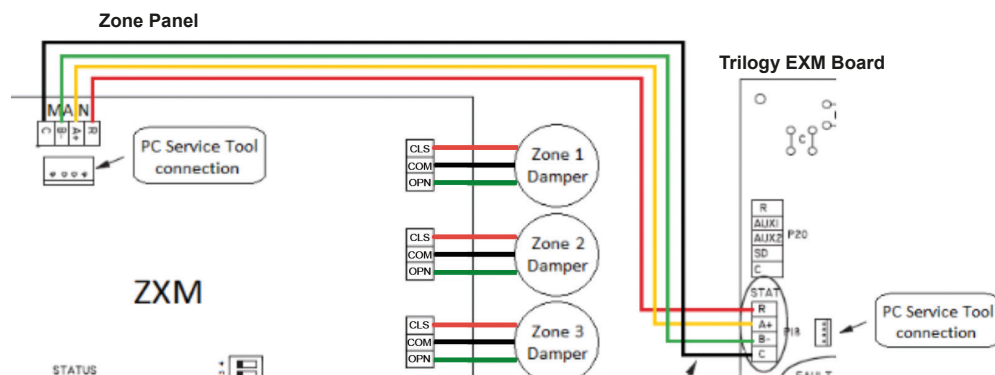 Zone Panel
Trilogy EXM Board
MAIN
C B- A+ R
PC Service Tool
connection
CLS
COM
OPN
Zone 1
Damper
CLS
COM
OPN
Zone 2
Damper
CLS
COM
OPN
Zone 3
Damper
ZXM
STATUS
C
R
AUX1
AUX2
SD
C
P20
STAT
R
A+
B-
C
P18
PC Service Tool
connection